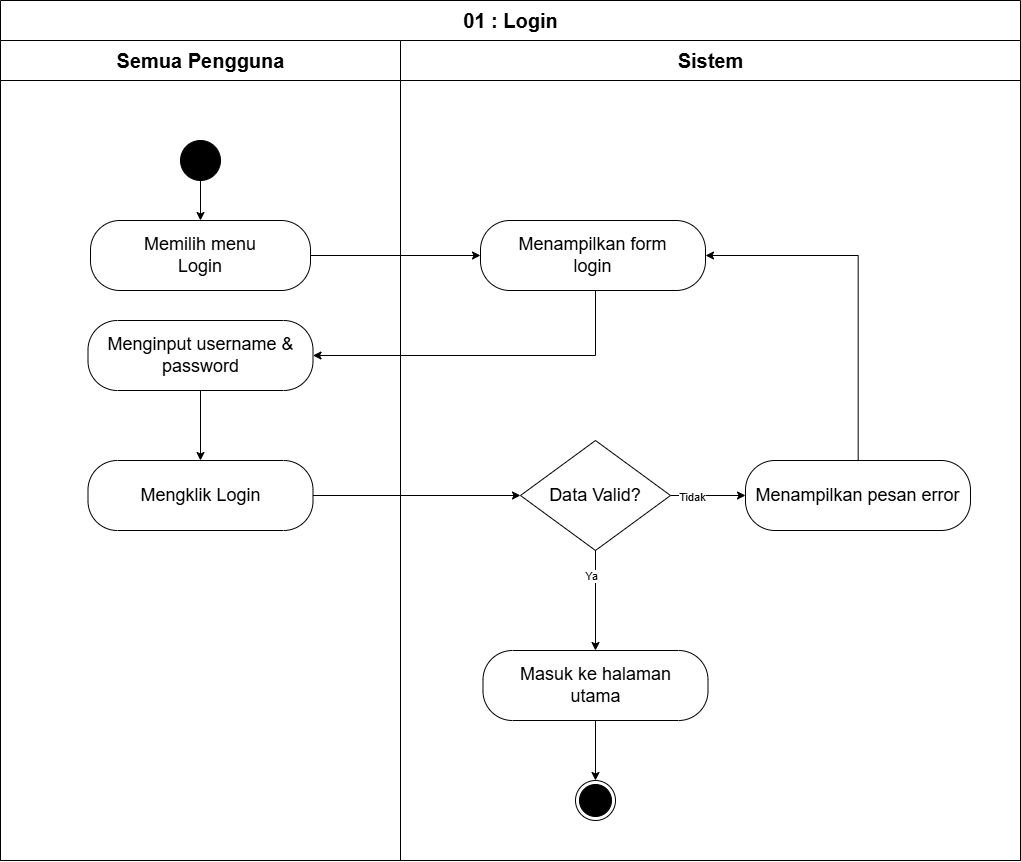 01 : Login
Semua Pengguna
Sistem
Memilih menu
Login
Menampilkan form
login
Menginput username &
password
Mengklik Login
Data Valid?
Tidak
Menampilkan pesan error
Ya
Masuk ke halaman
utama